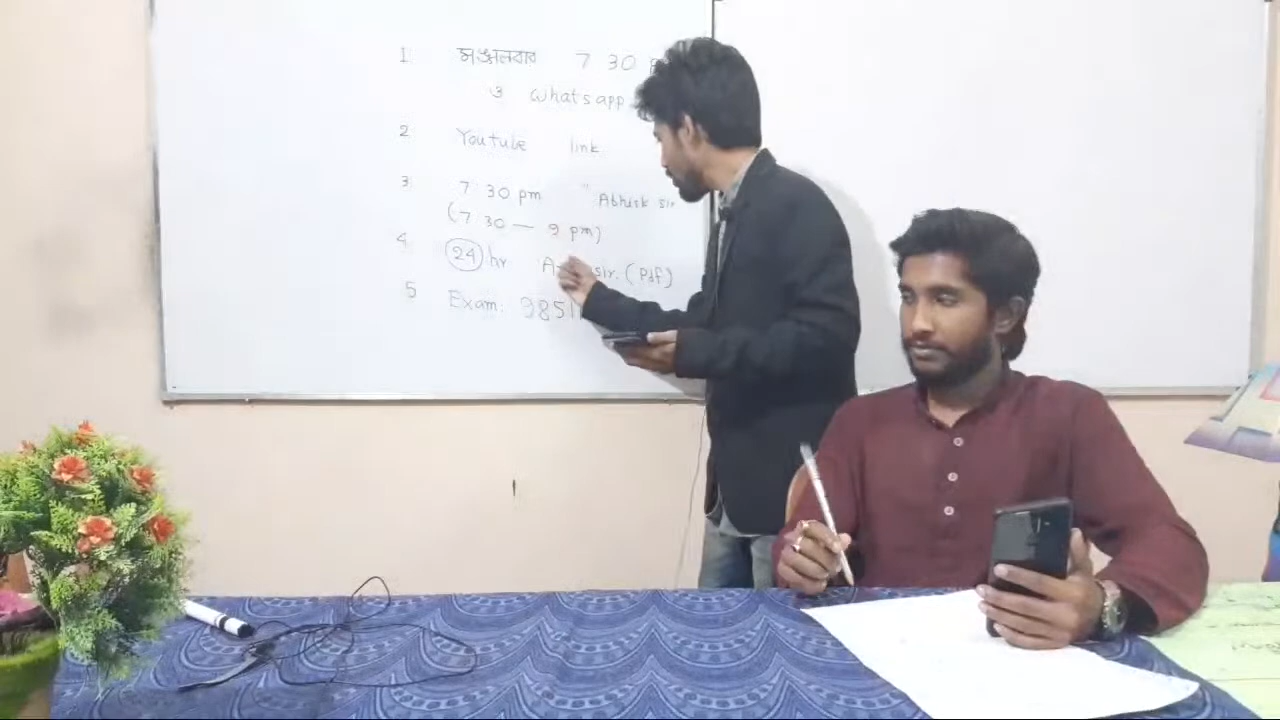 1 মঙ্গলবার 7 30 p
ও Whatsapp
2 Youtube link.
3 7:30 pm "Abhisk sir
(7 30 — 9 pm)
4 24 hr sir. (Pdf)
5 Exam: 9851